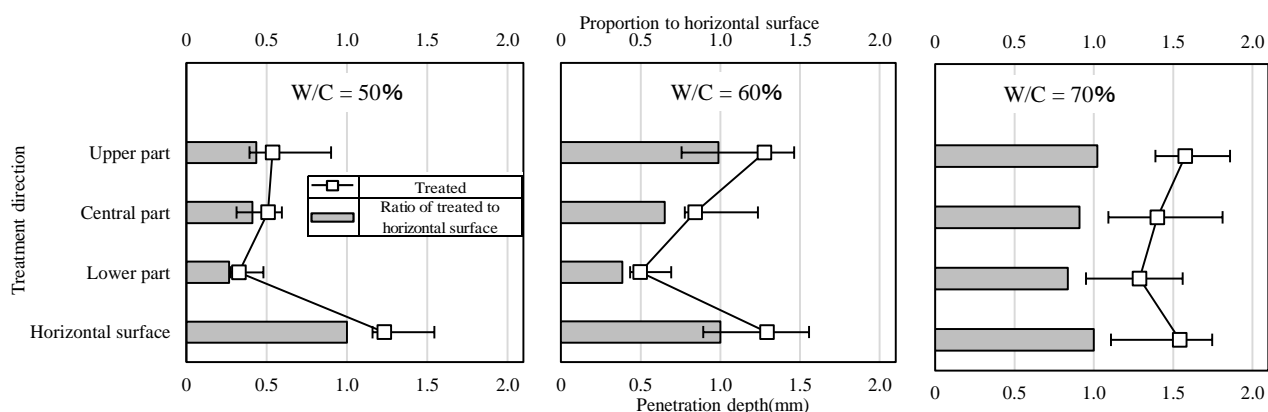 Proportion to horizontal surface
0 0.5 1.0 1.5 2.0
0 0.5 1.0 1.5 2.0
0 0.5 1.0 1.5 2.0
W/C = 50%
W/C = 60%
W/C = 70%
Treatment direction
Upper part
Central part
Lower part
Horizontal surface
Treated
Ratio of treated to
horizontal surface
0 0.5 1.0 1.5 2.0
0 0.5 1.0 1.5 2.0
0 0.5 1.0 1.5 2.0
Penetration depth(mm)